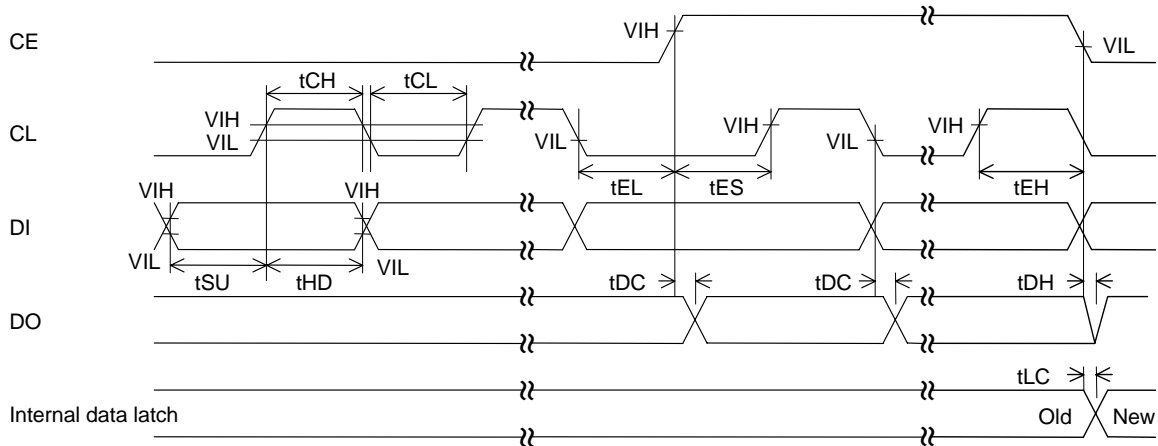 CE
VIH
VIL
tCH
tCL
CL
VIH
VIL
VIL
VIH
VIL
VIH
tEL
tES
tEH
VIH
VIH
DI
VIL
VIL
tSU
tHD
tDC
tDC
tDH
DO
tLC
Internal data latch
Old
New